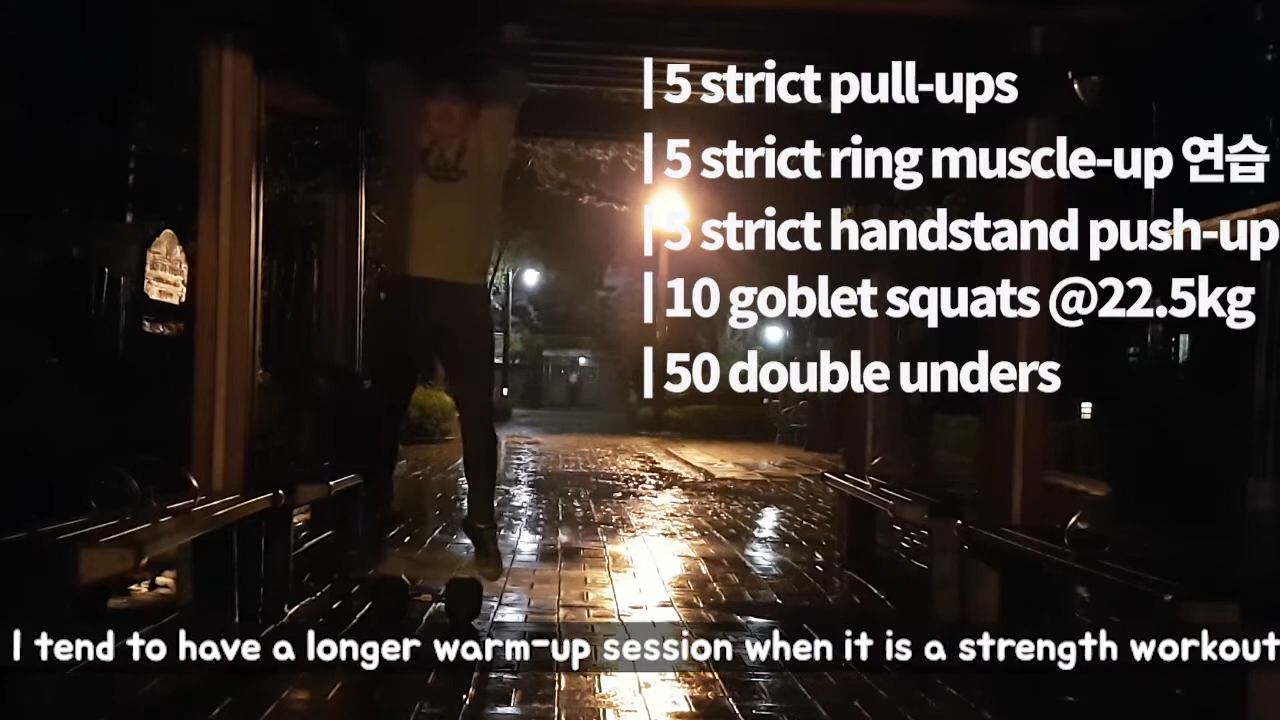 | 5 strict pull-ups
| 5 strict ring muscle-up 연습
| 5 strict handstand push-up
| 10 goblet squats @22.5kg
| 50 double unders
I tend to have a longer warm-up session when it is a strength workout